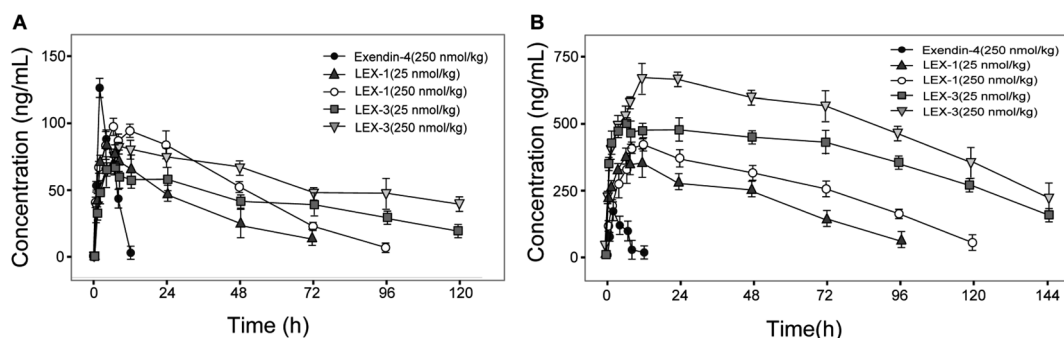 A
Concentration (ng/mL)
150
100
50
0
Exendin-4(250 nmol/kg)
LEX-1(25 nmol/kg)
LEX-1(250 nmol/kg)
LEX-3(25 nmol/kg)
LEX-3(250 nmol/kg)
0 24 48 72 96 120
Time (h)
B
Concentration (ng/mL)
750
500
250
0
Exendin-4(250 nmol/kg)
LEX-1(25 nmol/kg)
LEX-1(250 nmol/kg)
LEX-3(25 nmol/kg)
LEX-3(250 nmol/kg)
0 24 48 72 96 120 144
Time(h)